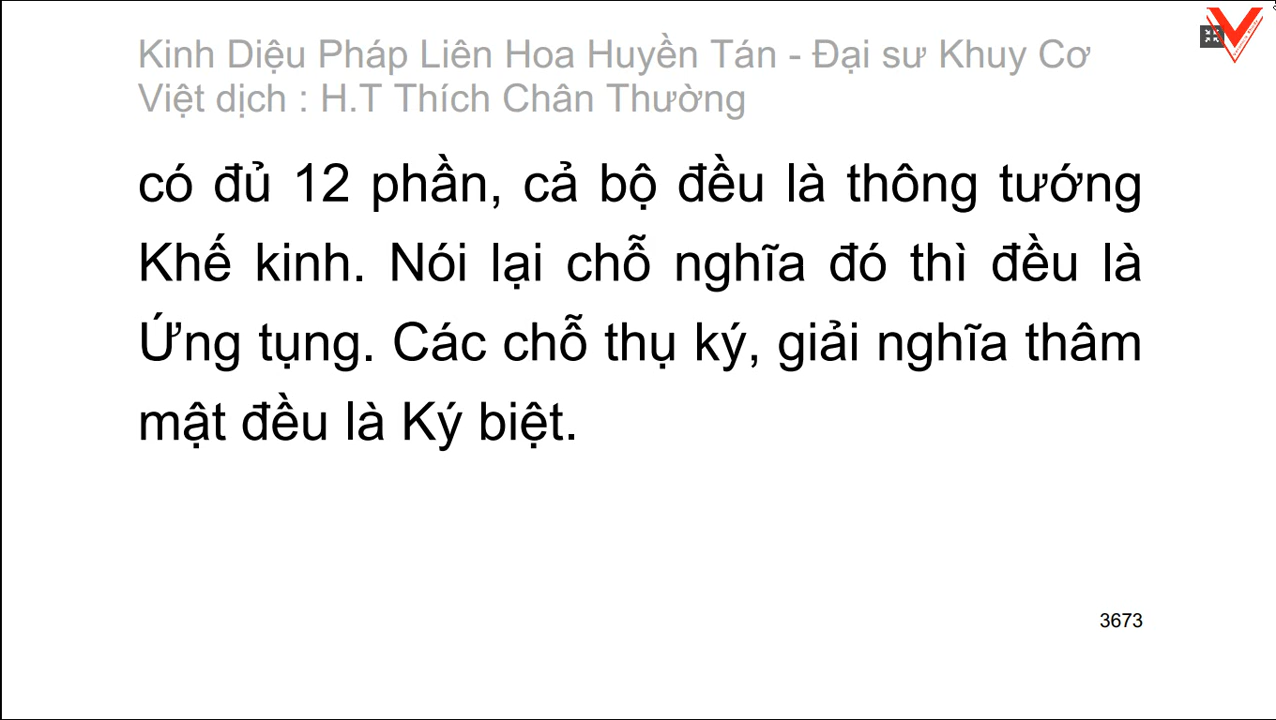 Kinh Diệu Pháp Liên Hoa Huyền Tán - Đại sư Khuy Cơ
Việt dịch : H.T Thích Chân Thường
có đủ 12 phần, cả bộ đều là thông tướng
Khế kinh. Nói lại chỗ nghĩa đó thì đều là
Ứng tụng. Các chỗ thụ ký, giải nghĩa thâm
mật đều là Ký biệt.
3673